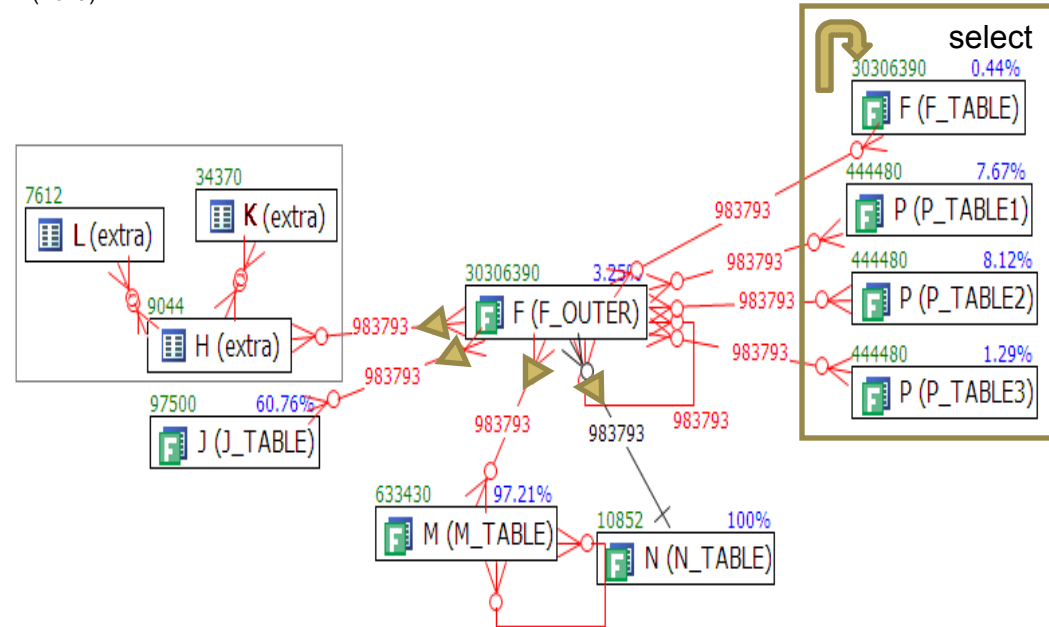 select
30306390 0.44%
F (F_TABLE)
444480 7.67%
P (P_TABLE1)
444480 8.12%
P (P_TABLE2)
444480 1.29%
P (P_TABLE3)
983793
983793
983793
983793
34370
K (extra)
7612
L (extra)
9044
H (extra)
983793
30306390 3.25%
F (F_OUTER)
983793
97500 60.76%
J (J_TABLE)
983793
983793
983793
633430 97.21%
M (M_TABLE)
10852 100%
N (N_TABLE)